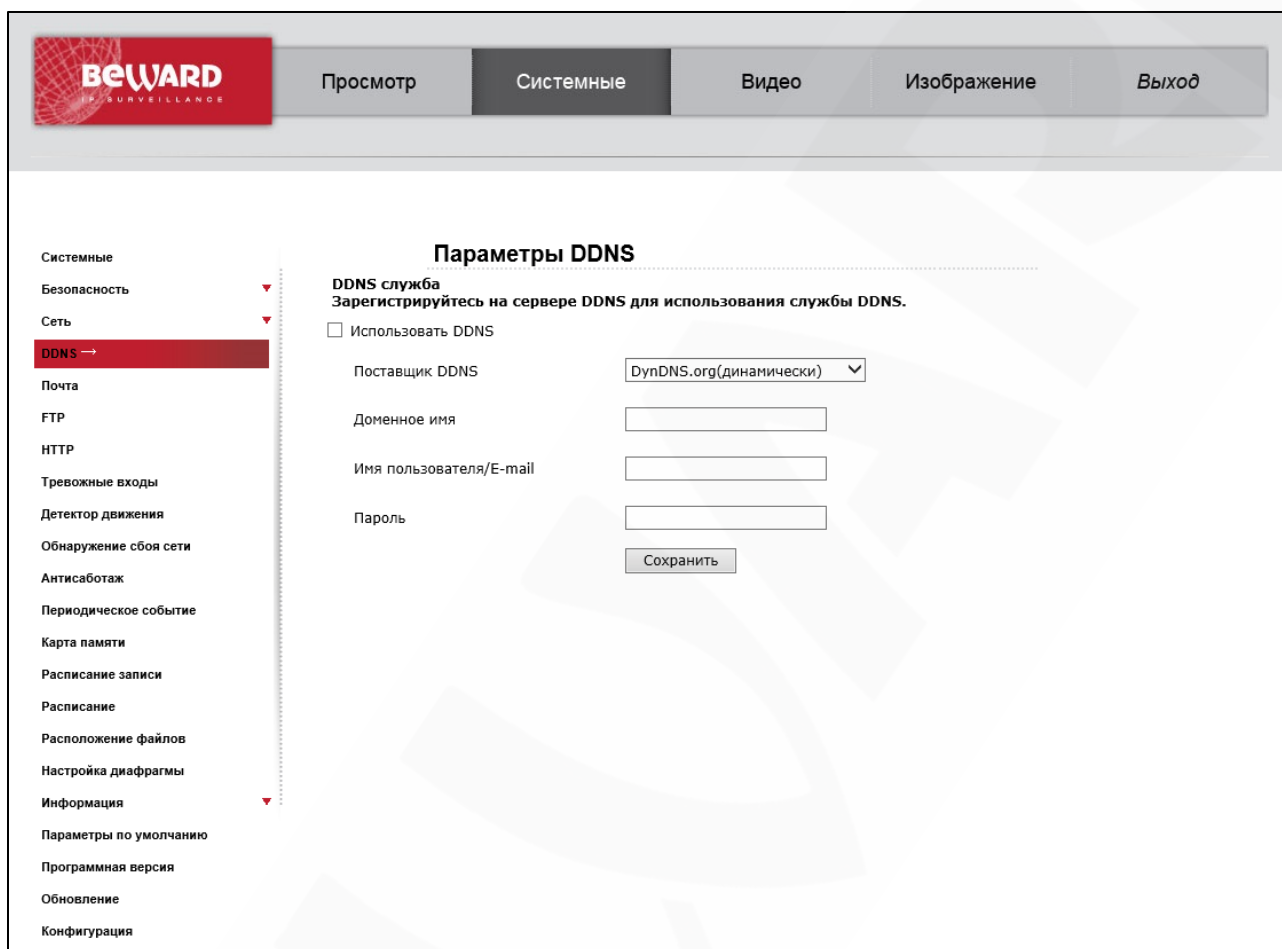 BEWARD
IP SURVEILLANCE
Просмотр
Системные
Видео
Изображение
Выход
Системные
Безопасность
Сеть
DDNS →
Почта
FTP
HTTP
Тревожные входы
Детектор движения
Обнаружение сбоя сети
Антисаботаж
Периодическое событие
Карта памяти
Расписание записи
Расписание
Расположение файлов
Настройка диафрагмы
Информация
Параметры по умолчанию
Программная версия
Обновление
Конфигурация
Параметры DDNS
DDNS служба
Зарегистрируйтесь на сервере DDNS для использования службы DDNS.
Использовать DDNS
Поставщик DDNS
DynDNS.org(динамически)
Доменное имя
Имя пользователя/E-mail
Пароль
Сохранить